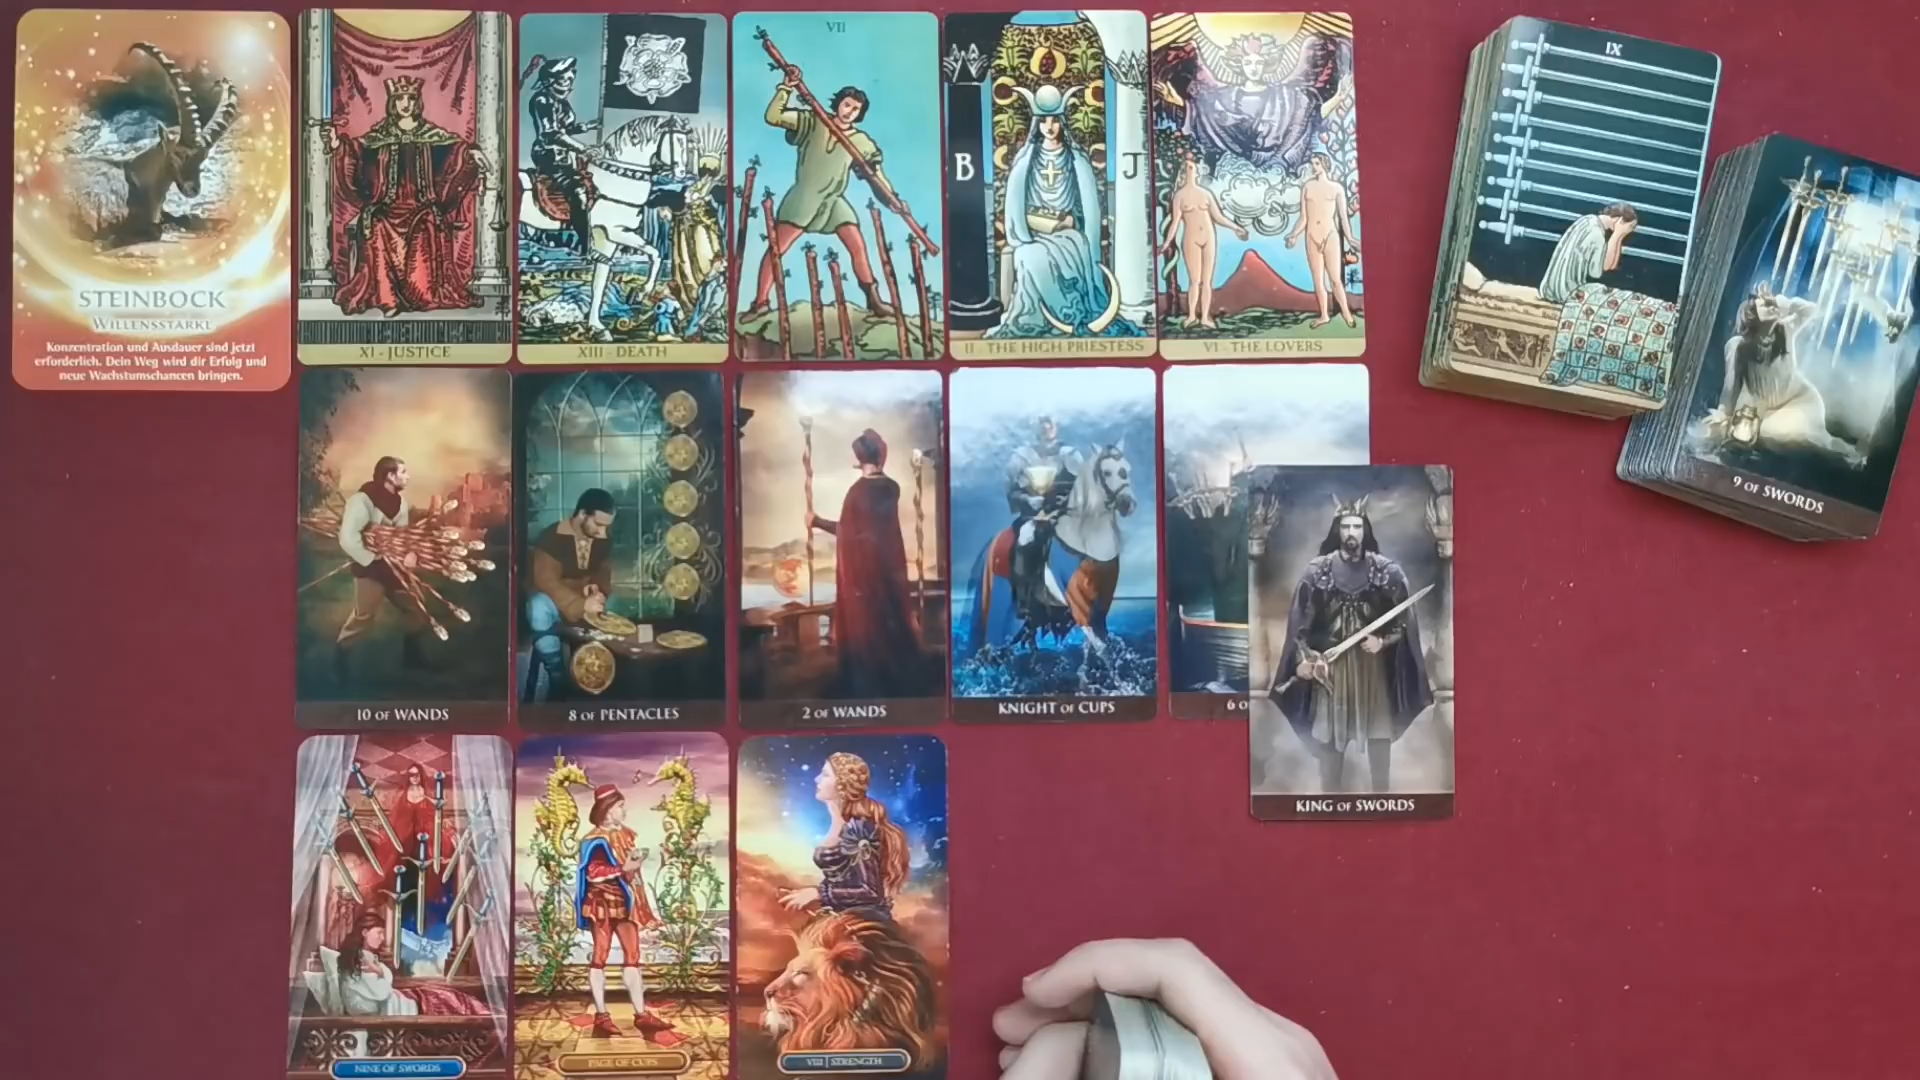 STEINBOCK
WILLENSSTÄRKE
Konzentration und Ausdauer sind jetzt
erforderlich. Dein Weg wird dir Erfolg und
neue Wachstumschancen bringen.
XI - JUSTICE
XIII - DEATH
VII
B
J
II - THE HIGH PRIESTESS
VI - THE LOVERS
IX
9 OF SWORDS
10 OF WANDS
8 OF PENTACLES
2 OF WANDS
KNIGHT OF CUPS
6
KING OF SWORDS
NINE OF SWORDS
PAGE OF CUPS
VIII | STRENGTH